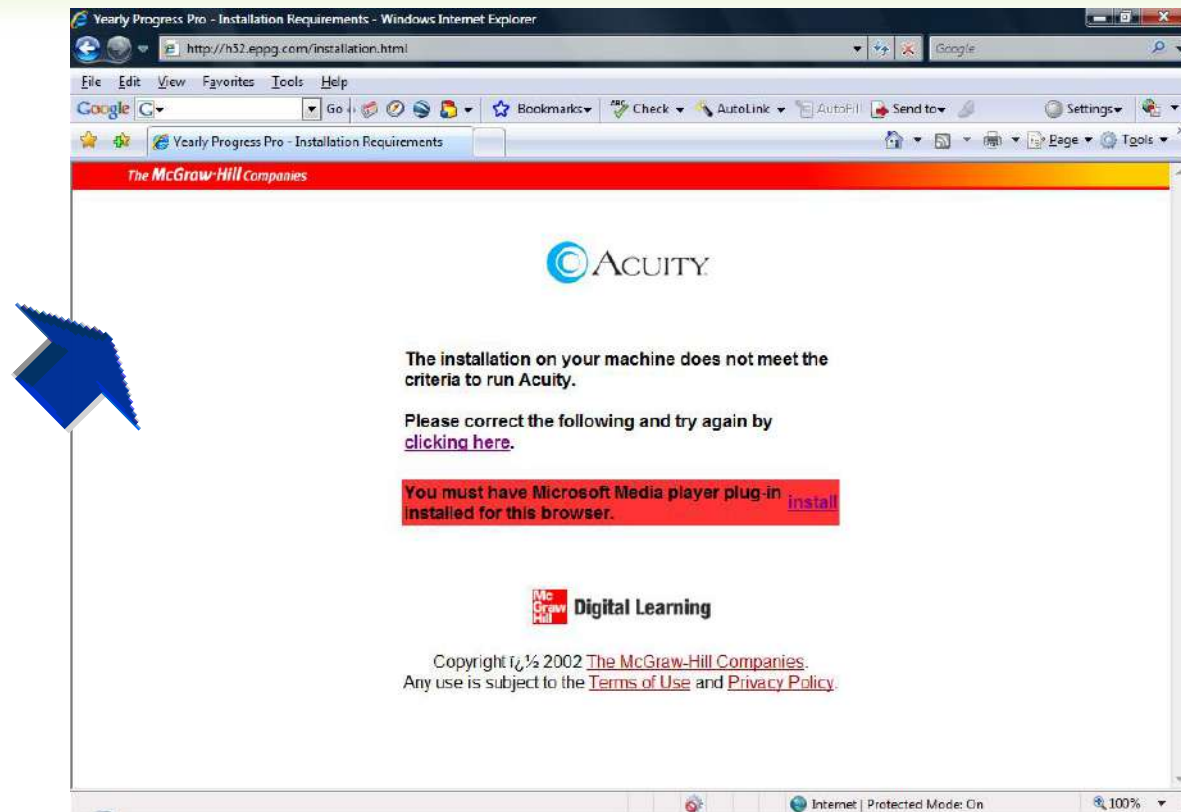 Yearly Progress Pro - Installation Requirements - Windows Internet Explorer
http://h52.eppg.com/installation.html
Google
File Edit View Favorites Tools Help
Google G Go Bookmarks Check AutoLink AutoFill Send to Settings
Yearly Progress Pro - Installation Requirements Page Tools
The McGraw-Hill Companies
ACUITY
The installation on your machine does not meet the
criteria to run Acuity.
Please correct the following and try again by
clicking here.
You must have Microsoft Media player plug-in
installed for this browser.
install
Mc
Graw
Hill
Digital Learning
Copyright ï¿½ 2002 The McGraw-Hill Companies.
Any use is subject to the Terms of Use and Privacy Policy.
Internet | Protected Mode: On 100%